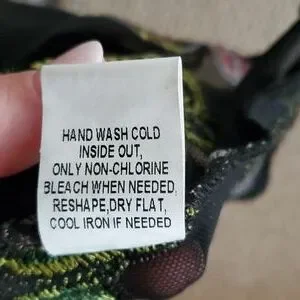 HAND WASH COLD
INSIDE OUT,
ONLY NON-CHLORINE
BLEACH WHEN NEEDED,
RESHAPE,DRY FLAT,
COOL IRON IF NEEDED